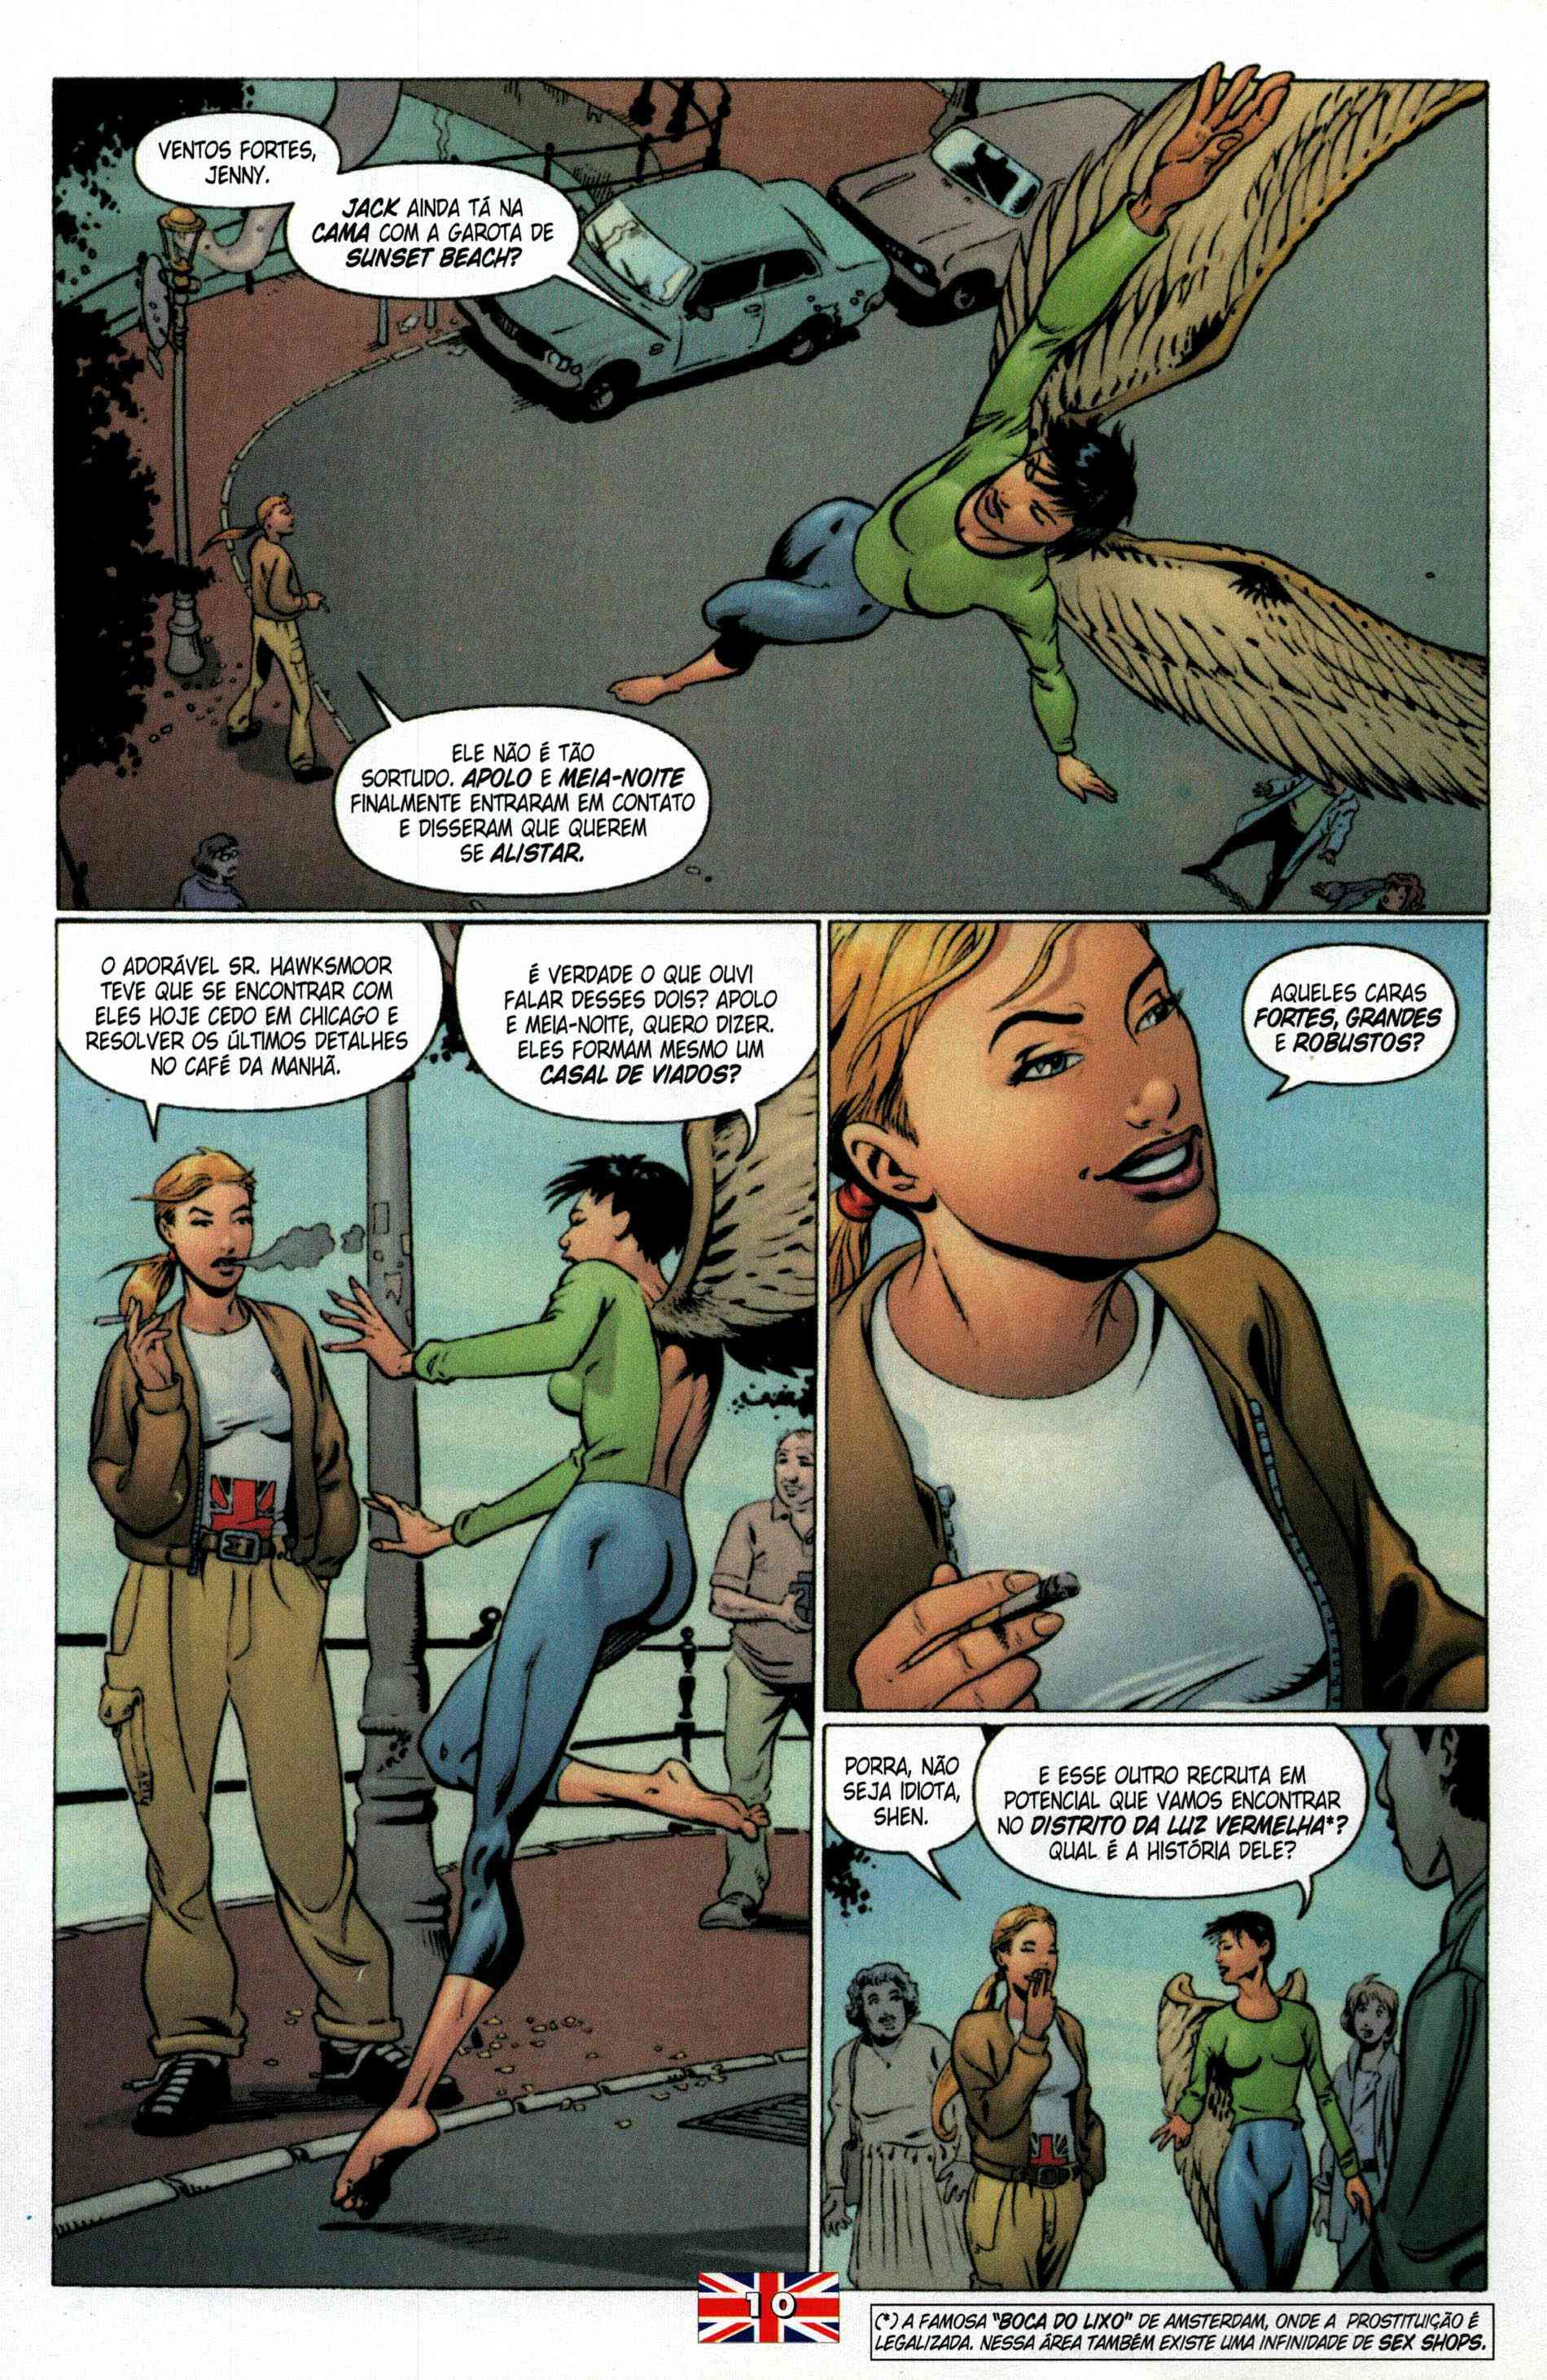 VENTOS FORTES,
JENNY.
JACK AINDA TÁ NA
CAMA COM A GAROTA DE
SUNSET BEACH?
ELE NÃO É TÃO
SORTUDO. APOLO E MEIA-NOITE
FINALMENTE ENTRARAM EM CONTATO
E DISSERAM QUE QUEREM
SE ALISTAR.
O ADORÁVEL SR. HAWKSMOOR
TEVE QUE SE ENCONTRAR COM
ELES HOJE CEDO EM CHICAGO E
RESOLVER OS ÚLTIMOS DETALHES
NO CAFÉ DA MANHÃ.
É VERDADE O QUE OUVI
FALAR DESSES DOIS? APOLO
E MEIA-NOITE, QUERO DIZER.
ELES FORMAM MESMO UM
CASAL DE VIADOS?
AQUELES CARAS
FORTES, GRANDES
E ROBUSTOS?
PORRA, NÃO
SEJA IDIOTA,
SHEN.
E ESSE OUTRO RECRUTA EM
POTENCIAL QUE VAMOS ENCONTRAR
NO DISTRITO DA LUZ VERMELHA*?
QUAL É A HISTÓRIA DELE?
10
(*) A FAMOSA "BOCA DO LIXO" DE AMSTERDAM, ONDE A PROSTITUIÇÃO É
LEGALIZADA. NESSA ÁREA TAMBÉM EXISTE UMA INFINIDADE DE SEX SHOPS.